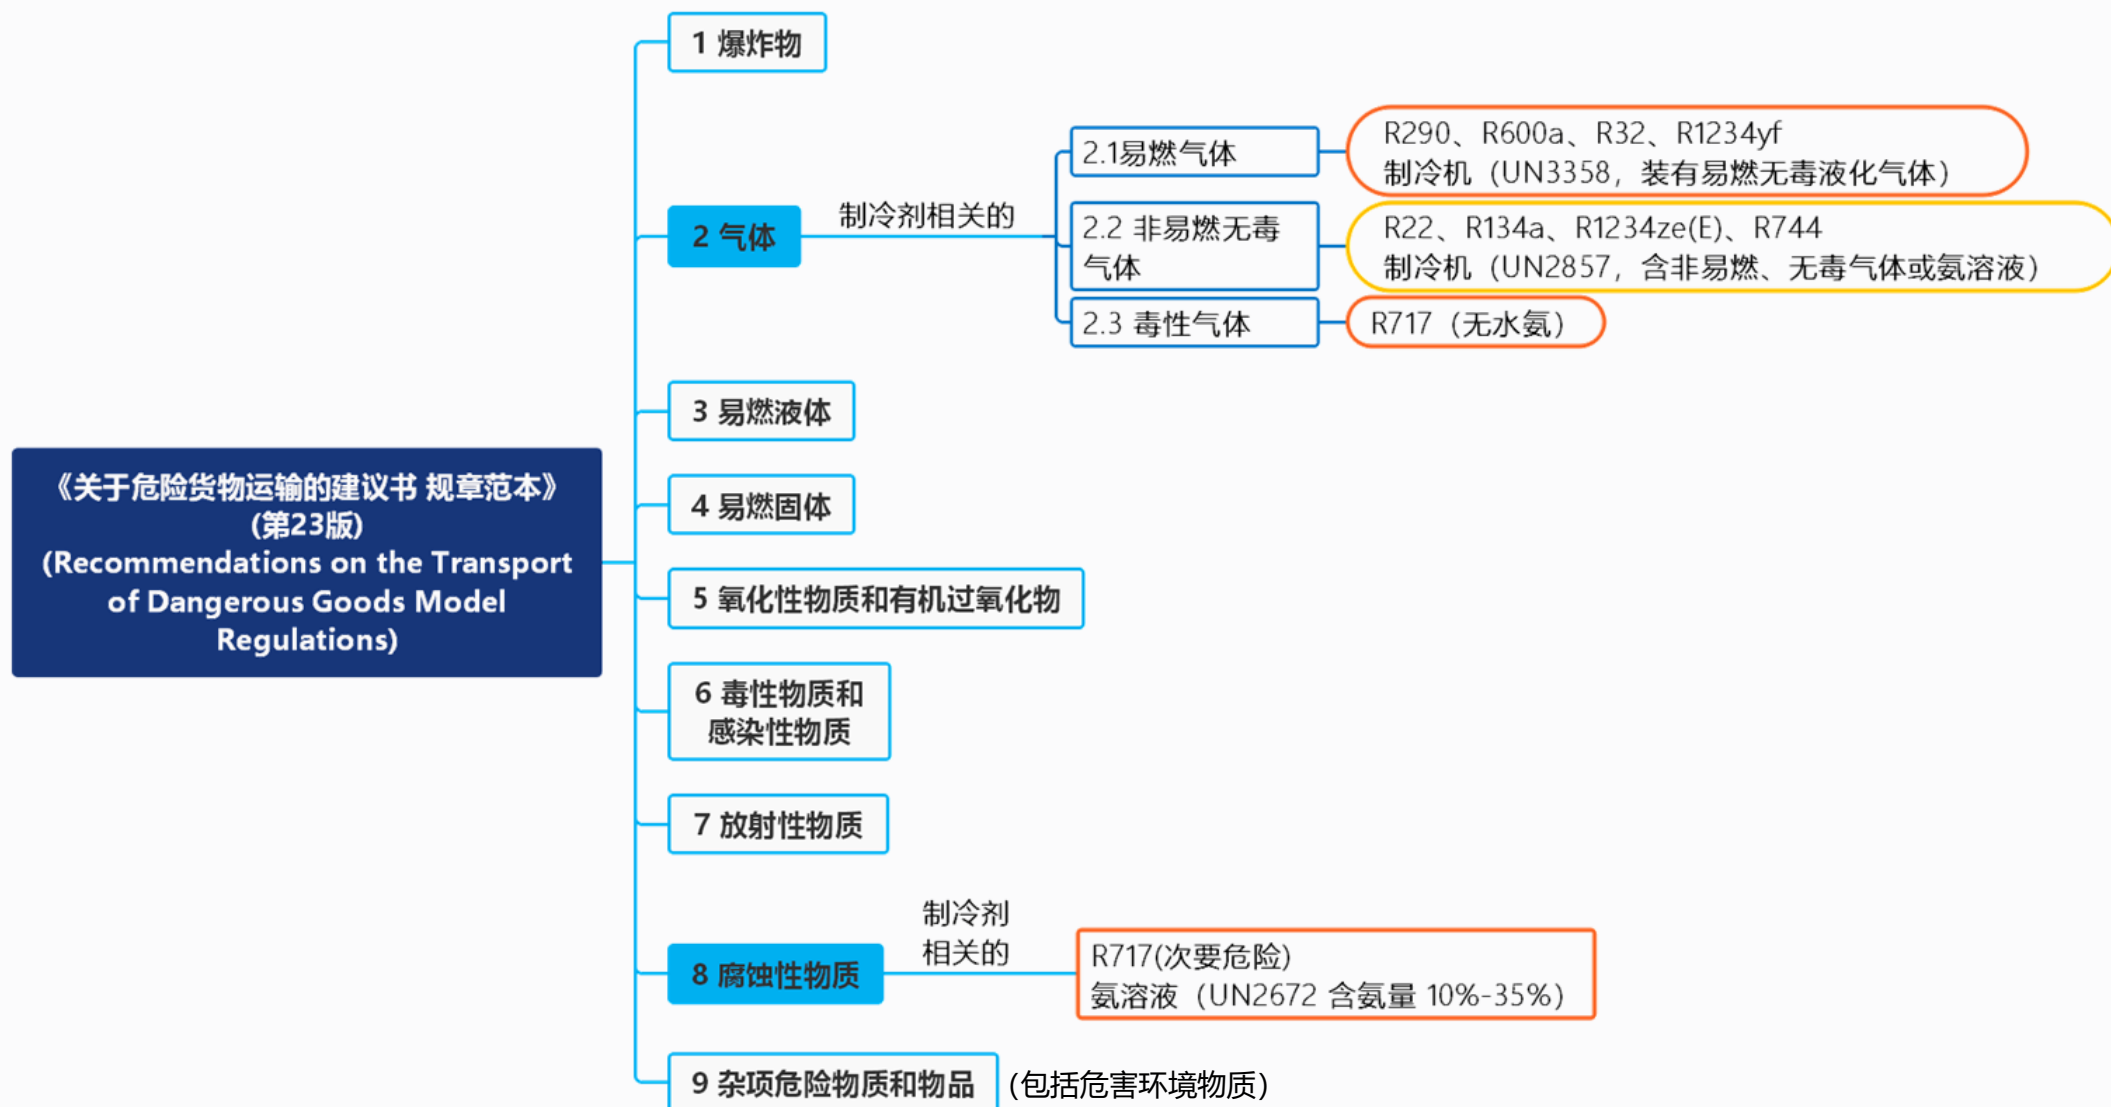 《关于危险货物运输的建议书 规章范本》
(第23版)
(Recommendations on the Transport
of Dangerous Goods Model
Regulations)
1 爆炸物
2 气体
制冷剂相关的
2.1易燃气体
R290、R600a、R32、R1234yf
制冷机（UN3358，装有易燃无毒液化气体）
2.2 非易燃无毒
气体
R22、R134a、R1234ze(E)、R744
制冷机（UN2857，含非易燃、无毒气体或氨溶液）
2.3 毒性气体
R717（无水氨）
3 易燃液体
4 易燃固体
5 氧化性物质和有机过氧化物
6 毒性物质和
感染性物质
7 放射性物质
8 腐蚀性物质
制冷剂
相关的
R717(次要危险)
氨溶液（UN2672 含氨量 10%-35%）
9 杂项危险物质和物品
(包括危害环境物质)